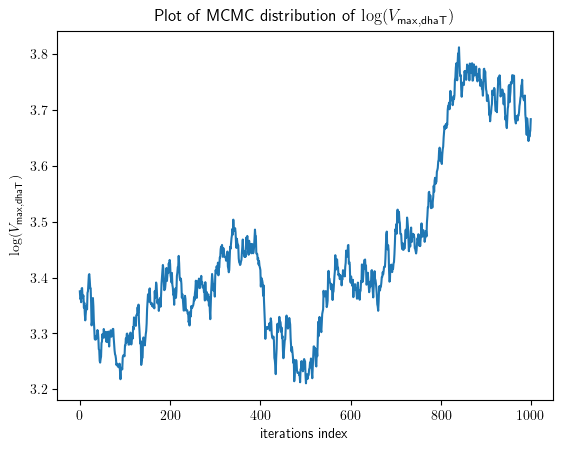 Plot of MCMC distribution of log(V_max,dhaT)
3.8
3.7
3.6
3.5
3.4
3.3
3.2
log(V_max,dhaT)
0 200 400 600 800 1000
iterations index